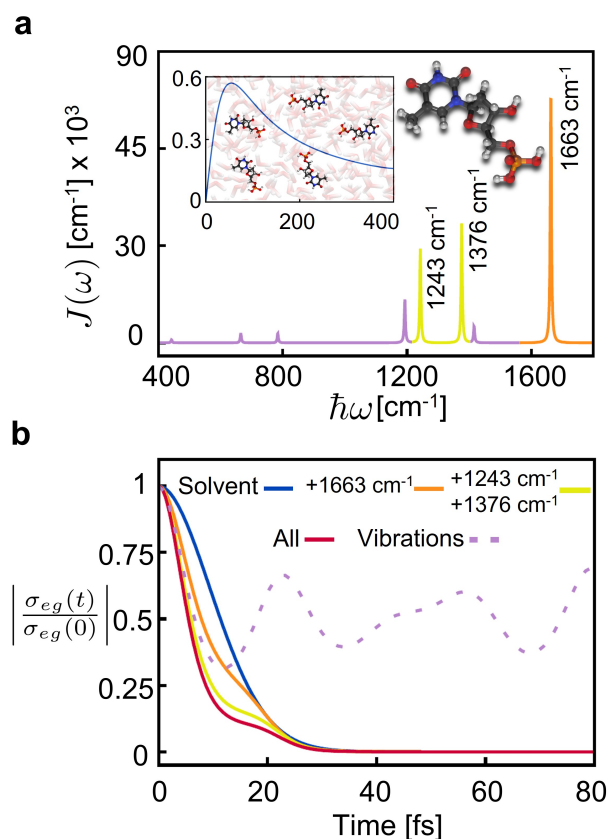 a
90
45
30
0
J(ω) [cm-1] x 10³
0.6
0.3
0
0
200
400
1243 cm-1
1376 cm-1
1663 cm-1
400
800
1200
1600
ħω[cm-1]
b
1
0.75
0.5
0.25
0
|σeg(t)/σeg(0)|
Solvent
+1663 cm-1
+1243 cm-1
+1376 cm-1
All
Vibrations
0
20
40
60
80
Time [fs]